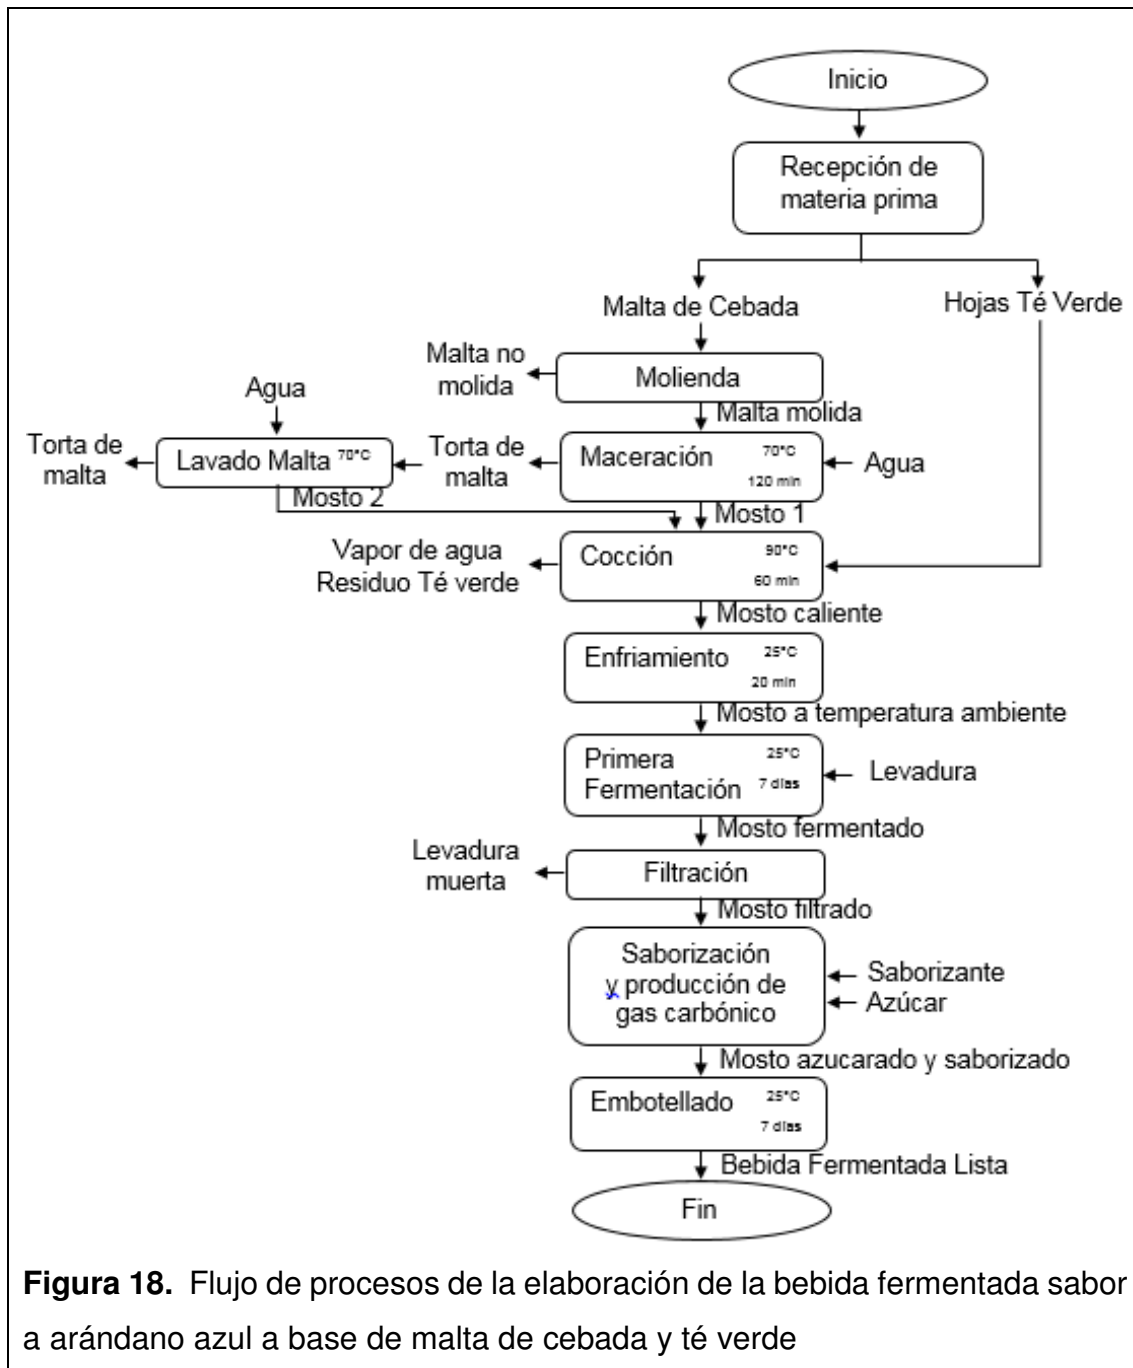 Inicio
Recepción de
materia prima
Malta de Cebada
Hojas Té Verde
Malta no
molida
Molienda
Agua
Malta molida
Torta de
malta
Lavado Malta 70°C
Torta de
malta
Maceración 70°C
120 min
Agua
Mosto 2
Mosto 1
Vapor de agua
Residuo Té verde
Cocción 90°C
60 min
Mosto caliente
Enfriamiento 25°C
20 min
Mosto a temperatura ambiente
Primera 25°C
Fermentación 7 días
Levadura
Mosto fermentado
Levadura
muerta
Filtración
Mosto filtrado
Saborización
y producción de
gas carbónico
Saborizante
Azúcar
Mosto azucarado y saborizado
Embotellado 25°C
7 días
Bebida Fermentada Lista
Fin
Figura 18. Flujo de procesos de la elaboración de la bebida fermentada sabor
a arándano azul a base de malta de cebada y té verde